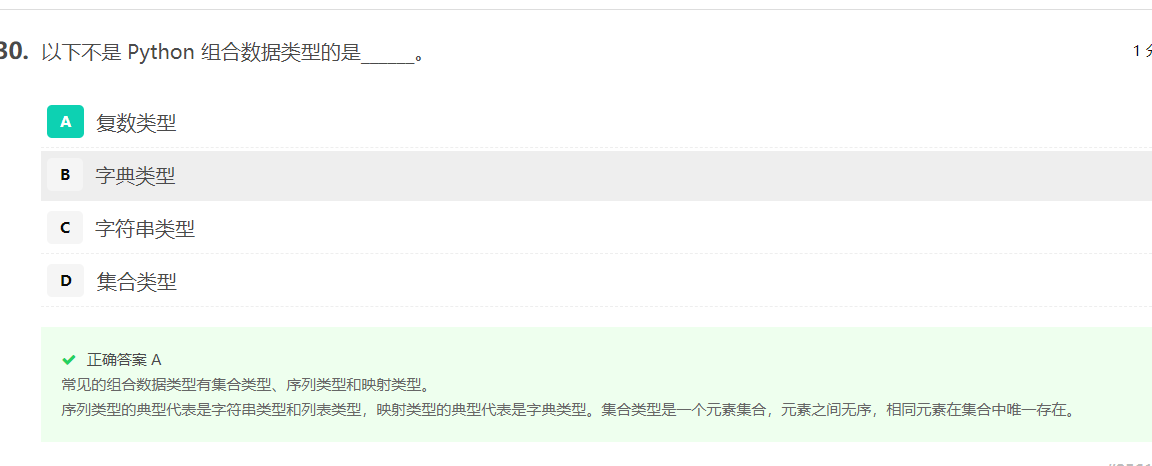 30. 以下不是 Python 组合数据类型的是_____。 1 分
A 复数类型
B 字典类型
C 字符串类型
D 集合类型
正确答案 A
常见的组合数据类型有集合类型、序列类型和映射类型。
序列类型的典型代表是字符串类型和列表类型，映射类型的典型代表是字典类型。集合类型是一个元素集合，元素之间无序，相同元素在集合中唯一存在。